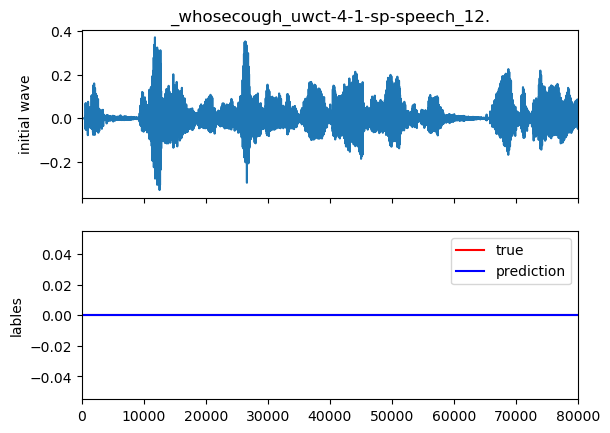 _whosecough_uwct-4-1-sp-speech_12.
0.4
0.2
0.0
−0.2
initial wave
true
prediction
0.04
0.02
0.00
−0.02
−0.04
lables
0 10000 20000 30000 40000 50000 60000 70000 80000